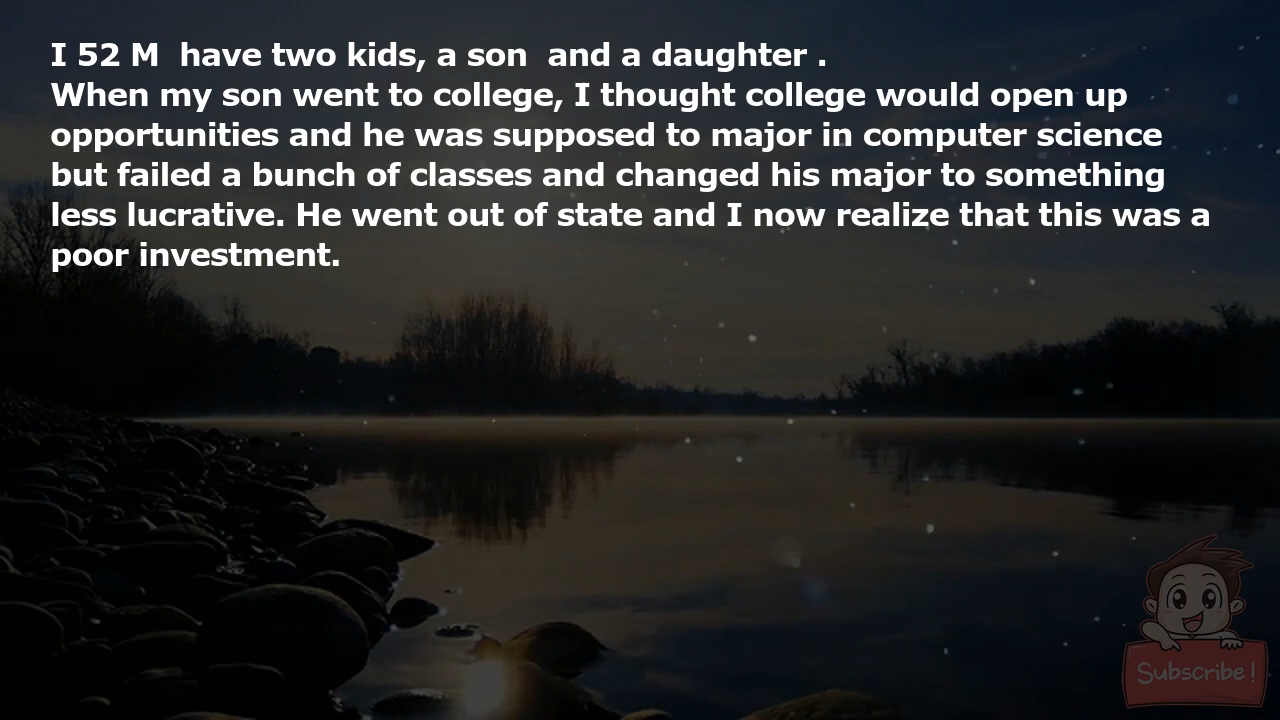 I 52 M  have two kids, a son  and a daughter .
When my son went to college, I thought college would open up
opportunities and he was supposed to major in computer science
but failed a bunch of classes and changed his major to something
less lucrative. He went out of state and I now realize that this was a
poor investment.
Subscribe!